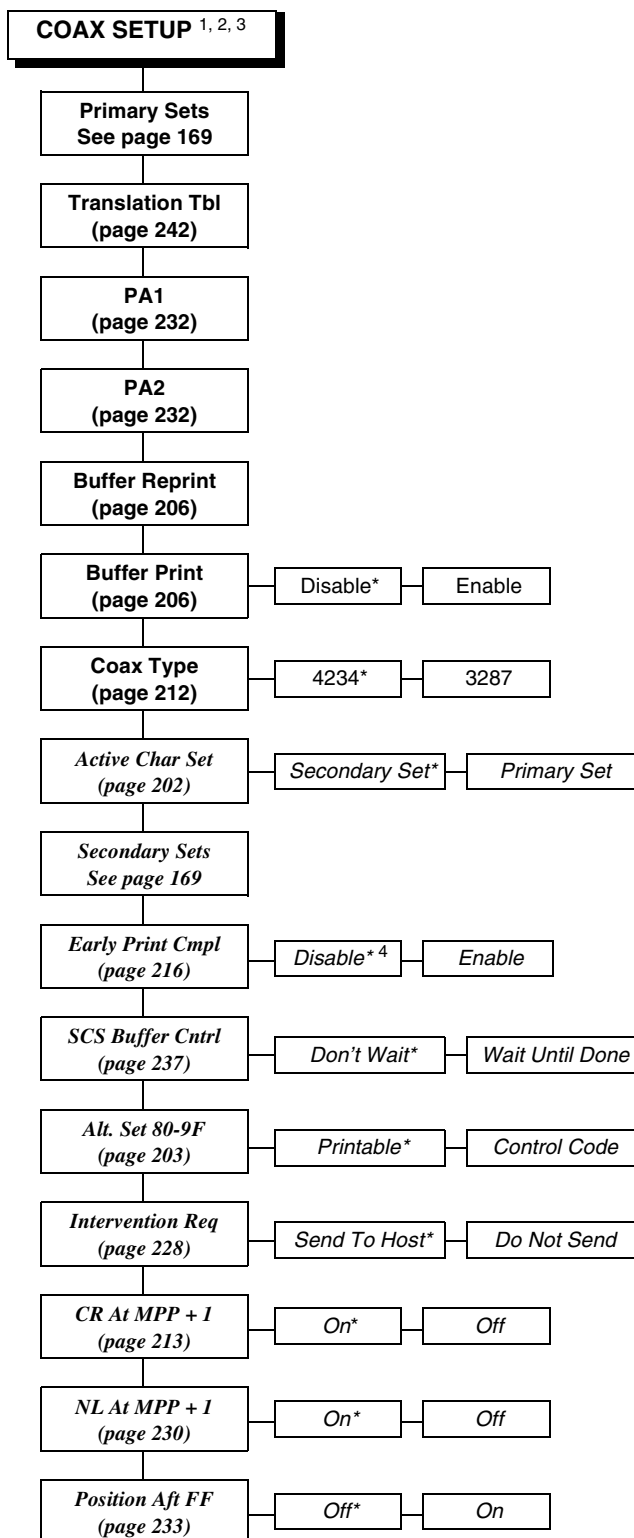 COAX SETUP 1, 2, 3
Primary Sets
See page 169
Translation Tbl
(page 242)
PA1
(page 232)
PA2
(page 232)
Buffer Reprint
(page 206)
Buffer Print
(page 206)
Disable*
Enable
Coax Type
(page 212)
4234*
3287
Active Char Set
(page 202)
Secondary Set*
Primary Set
Secondary Sets
See page 169
Early Print Cmpl
(page 216)
Disable* 4
Enable
SCS Buffer Cntrl
(page 237)
Don't Wait*
Wait Until Done
Alt. Set 80-9F
(page 203)
Printable*
Control Code
Intervention Req
(page 228)
Send To Host*
Do Not Send
CR At MPP + 1
(page 213)
On*
Off
NL At MPP + 1
(page 230)
On*
Off
Position Aft FF
(page 233)
Off*
On